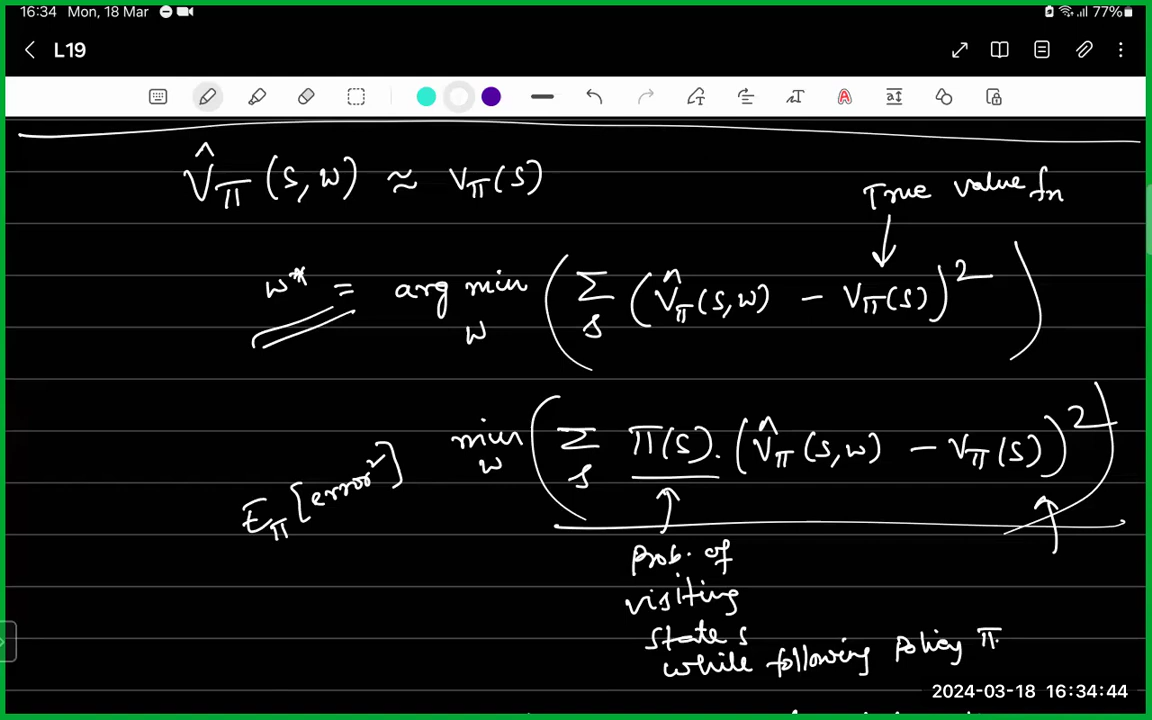 16:34 Mon, 18 Mar 77%
L19
V̂π(s,w) ≈ Vπ(s)
True value fn
w* = arg min w ( Σ s ( V̂π(s,w) − Vπ(s) )² )
min w ( Σ s π(s). ( V̂π(s,w) − Vπ(s) )² )
Eπ[error²]
prob. of
visiting
state s
while following policy π.
2024-03-18 16:34:44